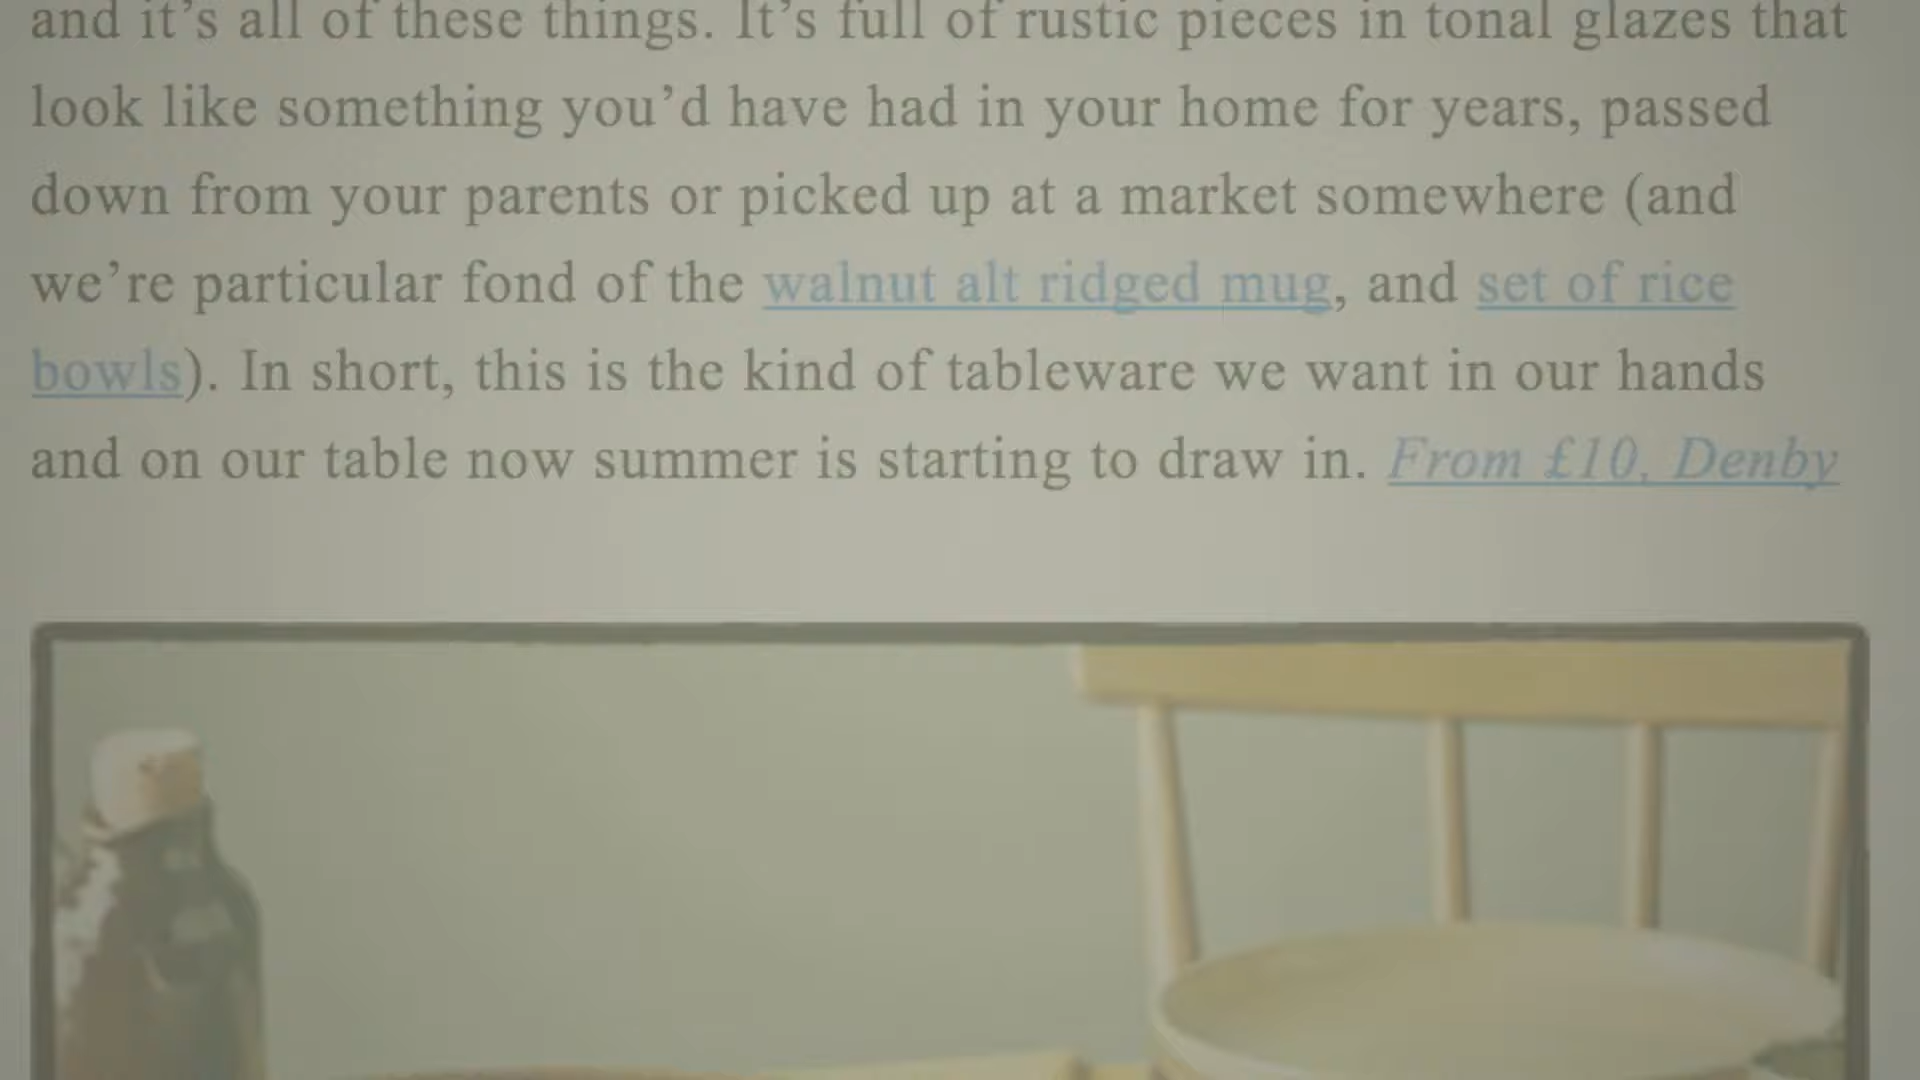 and it’s all of these things. It’s full of rustic pieces in tonal glazes that
look like something you’d have had in your home for years, passed
down from your parents or picked up at a market somewhere (and
we’re particular fond of the walnut alt ridged mug, and set of rice
bowls). In short, this is the kind of tableware we want in our hands
and on our table now summer is starting to draw in. From £10, Denby